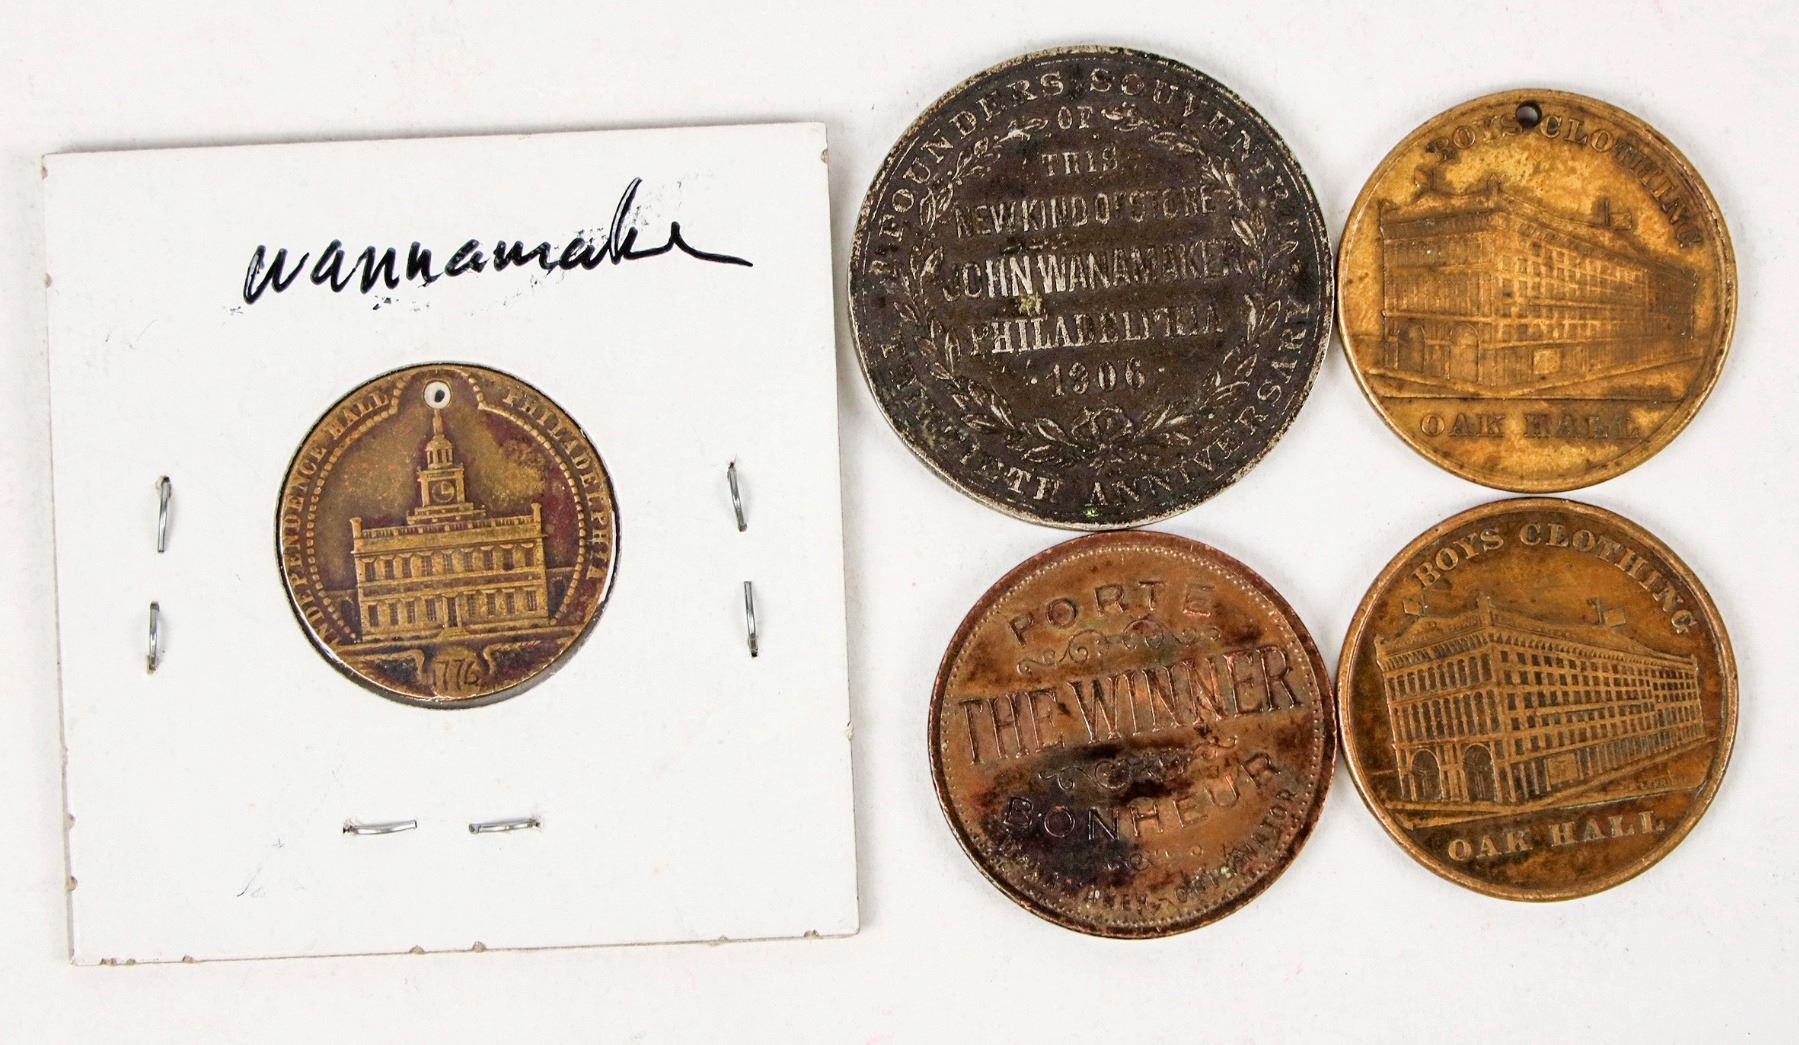 wannamake
INDEPENDENCE HALL PHILADELPHIA
1776
FOUNDERS SOUVENIR
OF
THIS
NEW KIND OF STORE
JOHN WANAMAKER
PHILADELPHIA
·1906·
ANNIVERSARY
BOYS CLOTHING
OAK HALL
PORTE
THE WINNER
BONHEUR
BOYS CLOTHING
OAK HALL